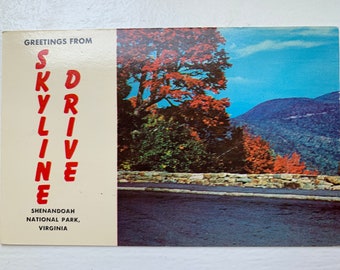 GREETINGS FROM
SKYLINE
DRIVE
SHENANDOAH
NATIONAL PARK,
VIRGINIA